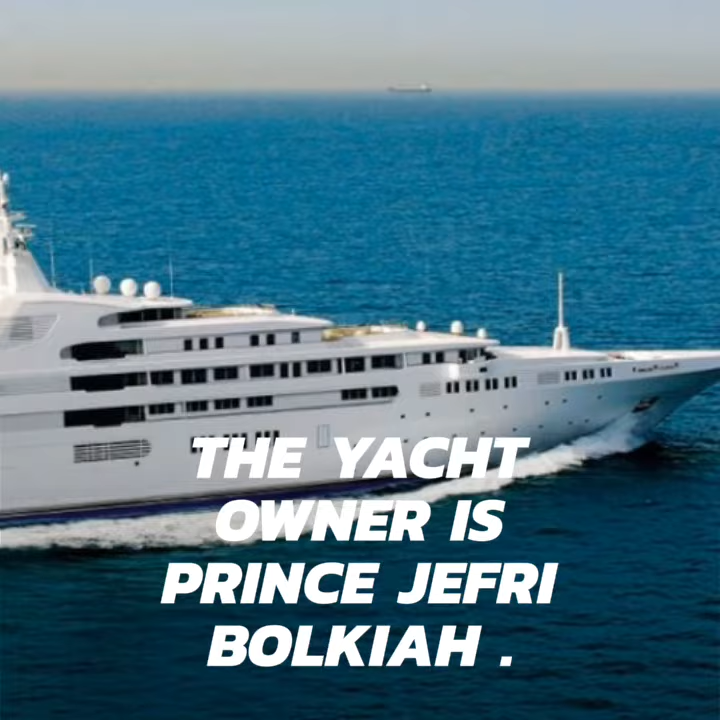 THE YACHT
OWNER IS
PRINCE JEFRI
BOLKIAH .